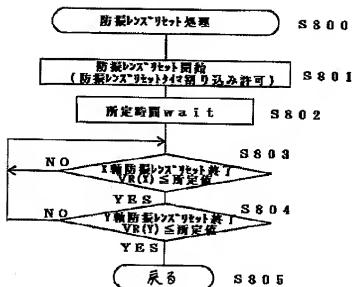 防振レンズリセット処理
S800
防振レンズリセット開始
(防振レンズリセットタイマ割り込み許可)
S801
所定時間wait
S802
S803
NO
X軸防振レンズリセット終了
VR(X)≦所定値
YES
S804
NO
Y軸防振レンズリセット終了
VR(Y)≦所定値
YES
戻る
S805